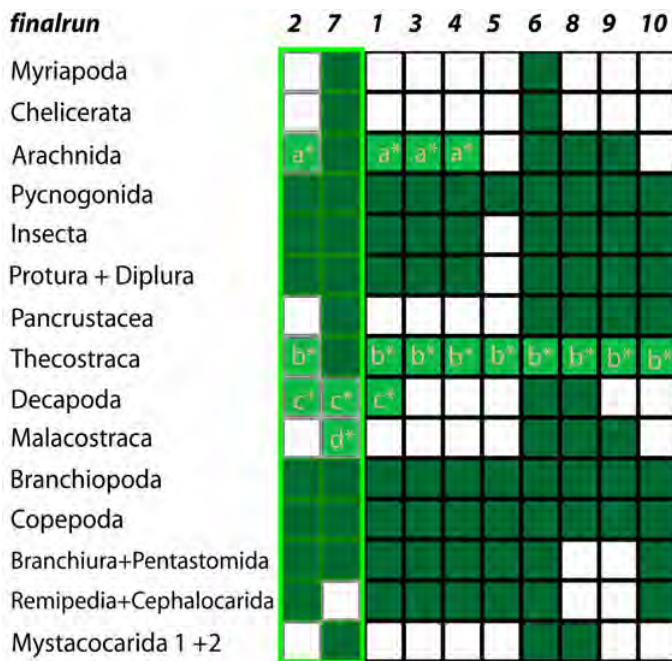 finalrun 2 7 1 3 4 5 6 8 9 10
Myriapoda
Chelicerata
Arachnida a* a* a* a*
Pycnogonida
Insecta
Protura + Diplura
Pancrustacea
Thecostraca b* b* b* b* b* b* b* b* b*
Decapoda c* c* c*
Malacostraca d*
Branchiopoda
Copepoda
Branchiura+Pentastomida
Remipedia+Cephalocarida
Mystacocarida 1 +2